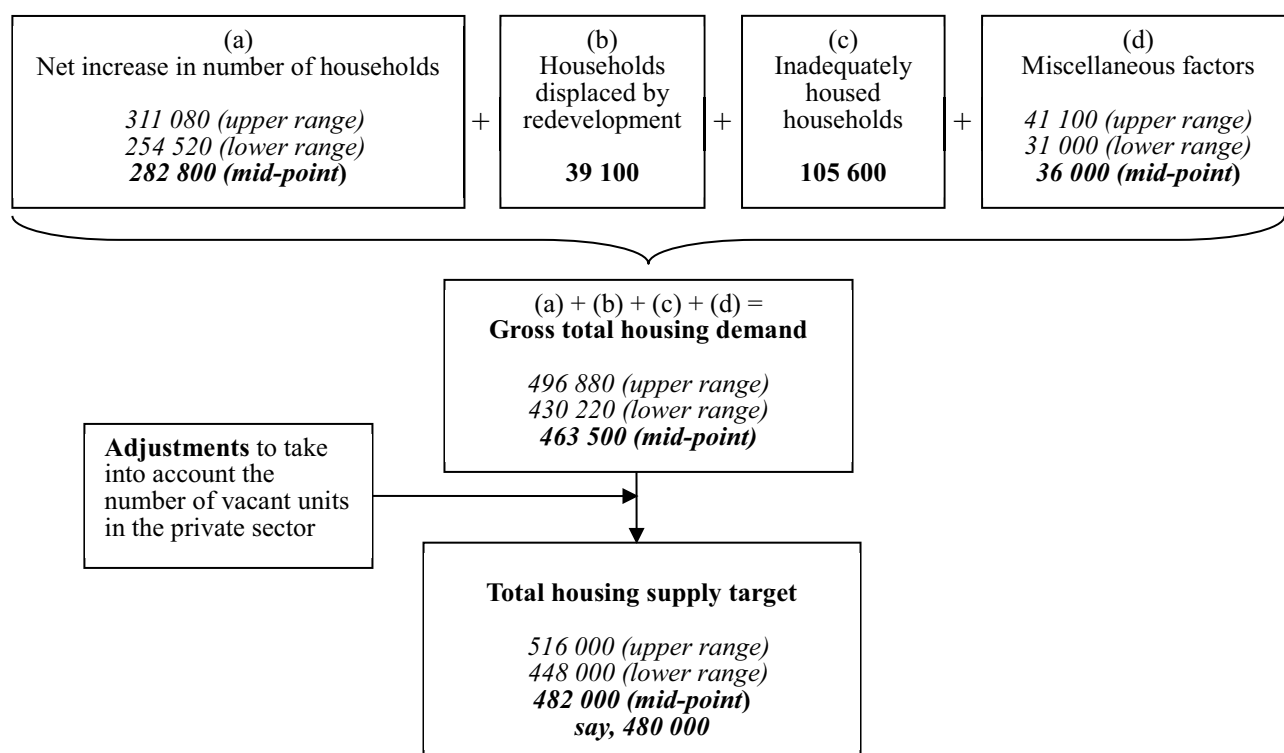 (a)
Net increase in number of households
311 080 (upper range)
254 520 (lower range)
282 800 (mid-point)
+
(b)
Households
displaced by
redevelopment
39 100
+
(c)
Inadequately
housed
households
105 600
+
(d)
Miscellaneous factors
41 100 (upper range)
31 000 (lower range)
36 000 (mid-point)
(a) + (b) + (c) + (d) =
Gross total housing demand
496 880 (upper range)
430 220 (lower range)
463 500 (mid-point)
Adjustments to take
into account the
number of vacant units
in the private sector
Total housing supply target
516 000 (upper range)
448 000 (lower range)
482 000 (mid-point)
say, 480 000